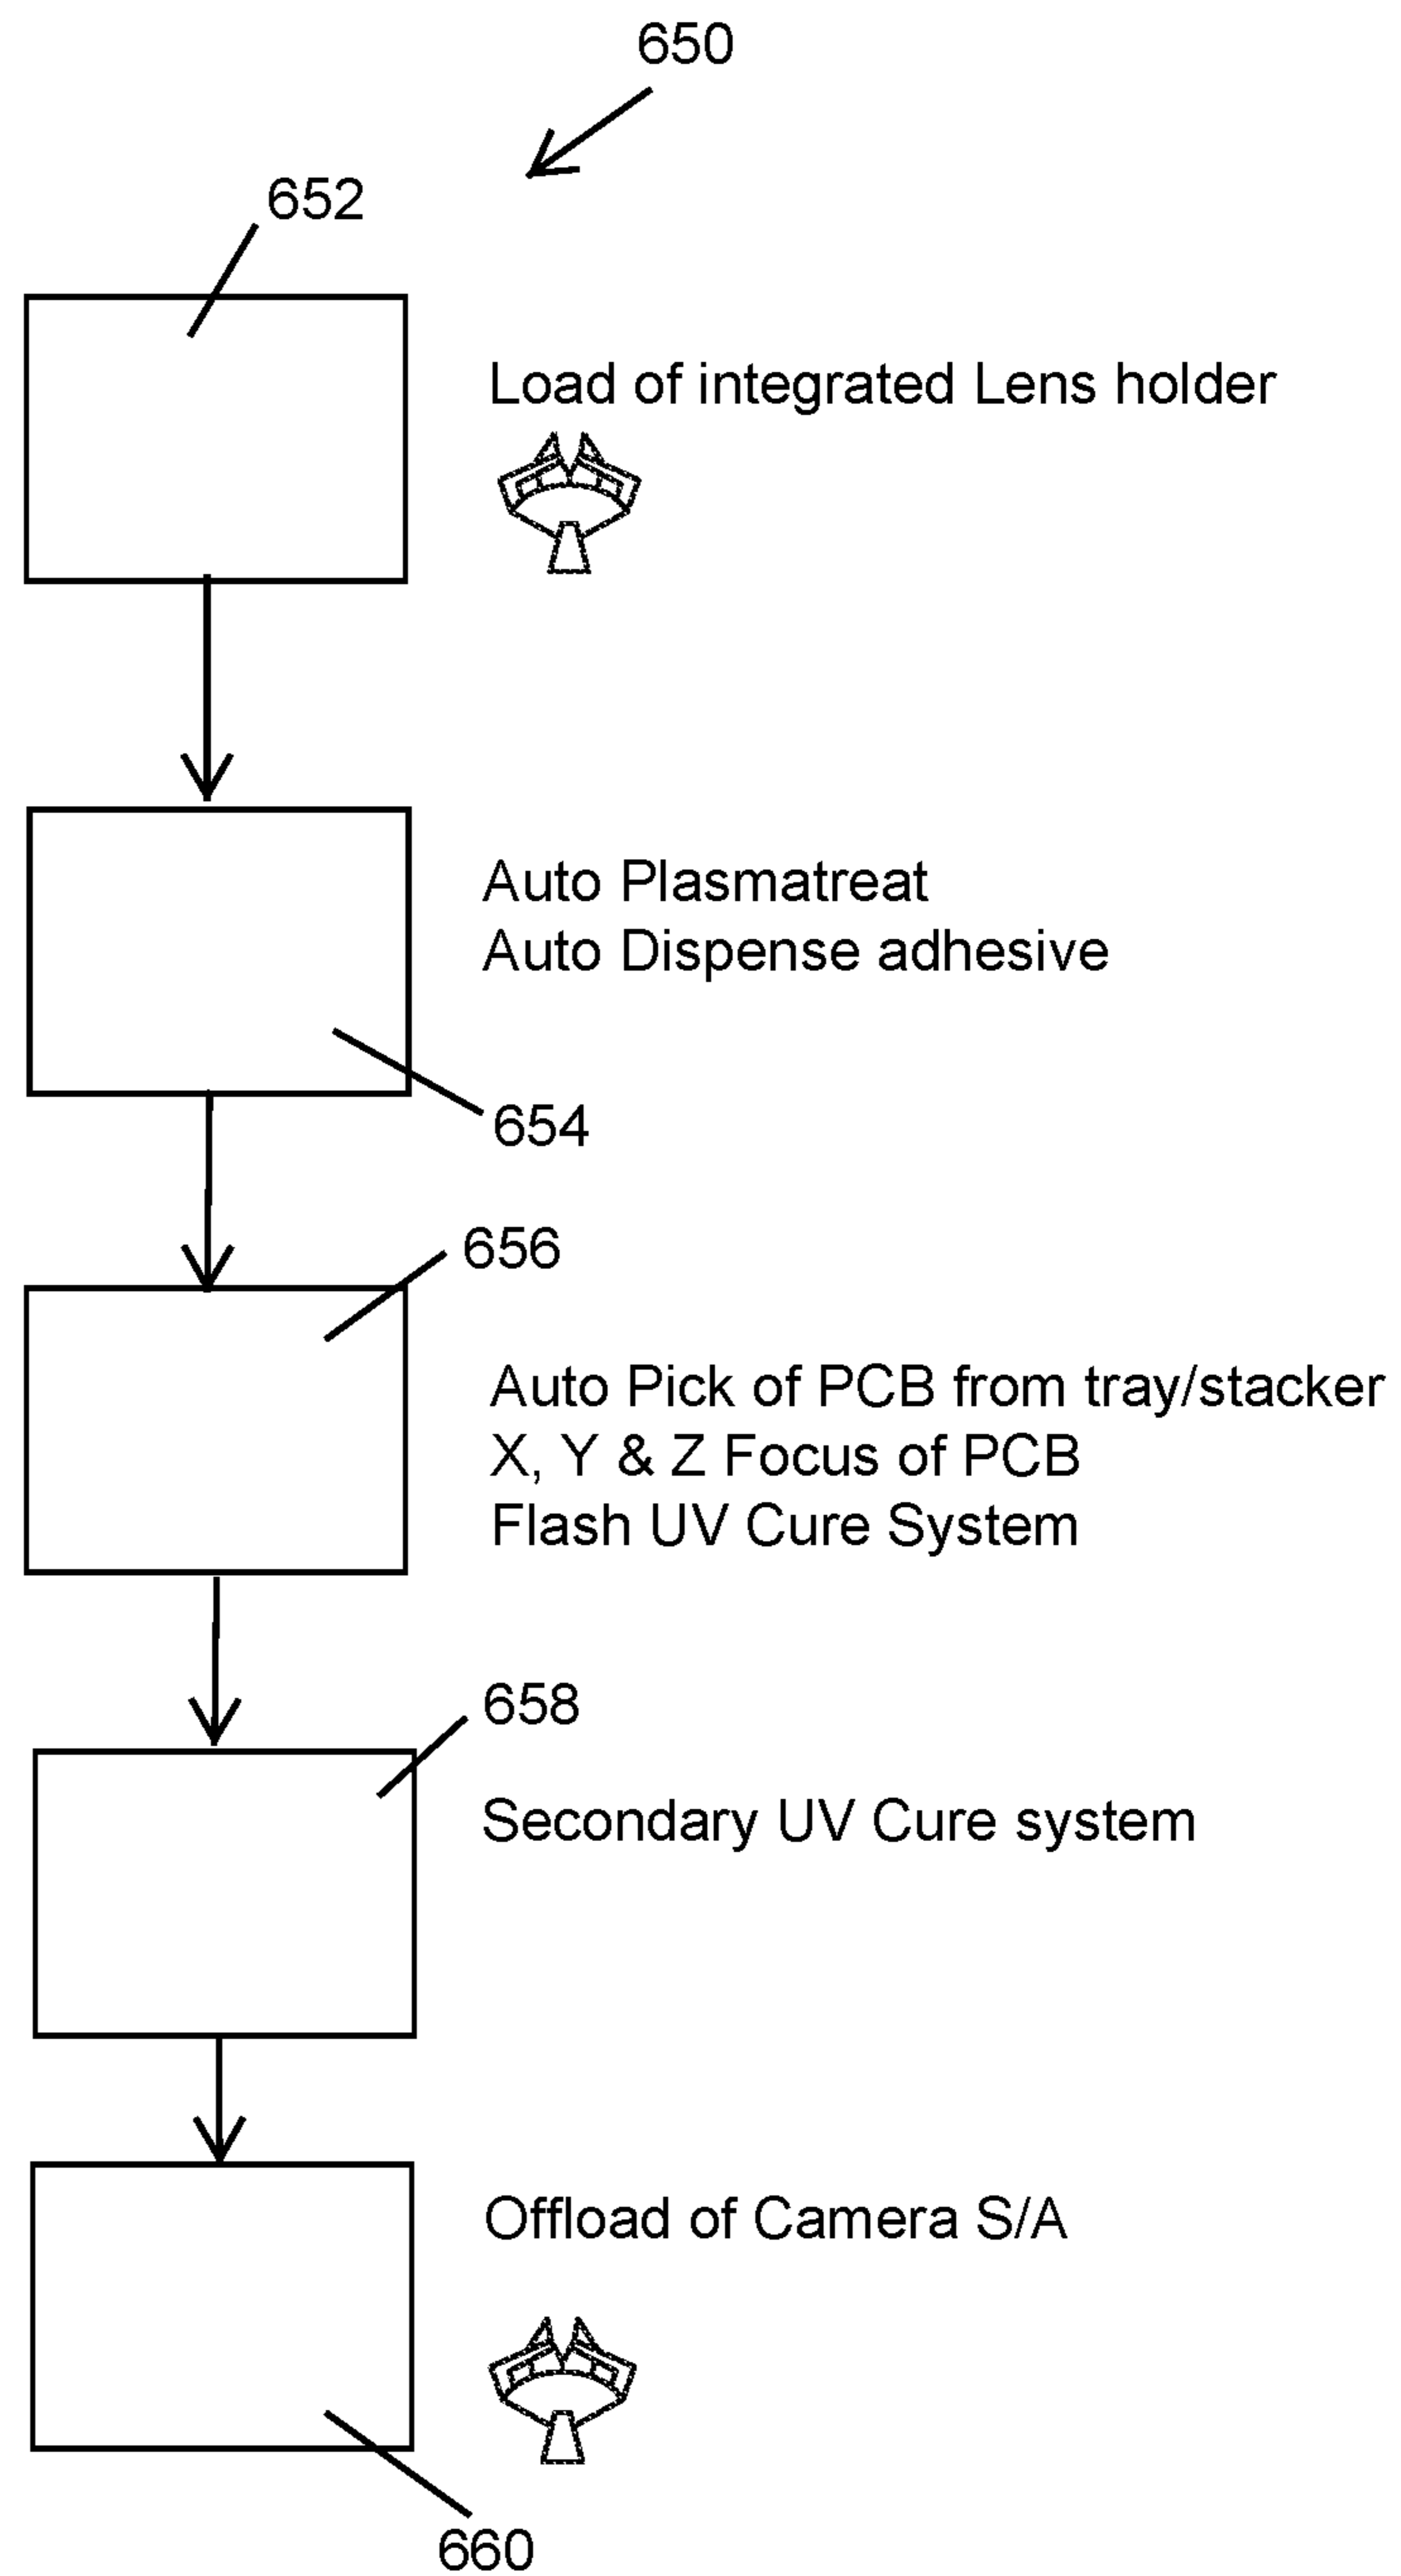 650
652
Load of integrated Lens holder
Auto Plasmatreat
Auto Dispense adhesive
654
656
Auto Pick of PCB from tray/stacker
X, Y & Z Focus of PCB
Flash UV Cure System
658
Secondary UV Cure system
Offload of Camera S/A
660